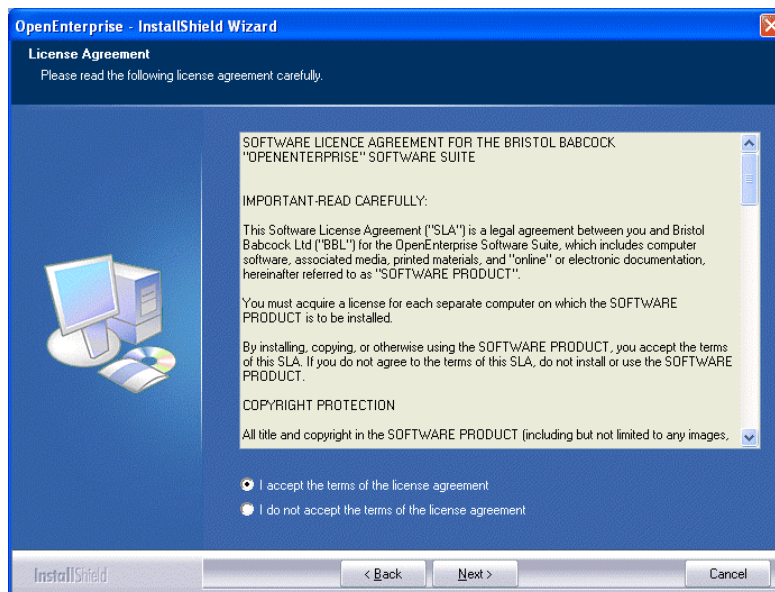 OpenEnterprise - InstallShield Wizard
License Agreement
Please read the following license agreement carefully.
SOFTWARE LICENCE AGREEMENT FOR THE BRISTOL BABCOCK
"OPENENTERPRISE" SOFTWARE SUITE
IMPORTANT-READ CAREFULLY:
This Software License Agreement ("SLA") is a legal agreement between you and Bristol
Babcock Ltd ("BBL") for the OpenEnterprise Software Suite, which includes computer
software, associated media, printed materials, and "online" or electronic documentation,
hereinafter referred to as "SOFTWARE PRODUCT".
You must acquire a license for each separate computer on which the SOFTWARE
PRODUCT is to be installed.
By installing, copying, or otherwise using the SOFTWARE PRODUCT, you accept the terms
of this SLA. If you do not agree to the terms of this SLA, do not install or use the SOFTWARE
PRODUCT.
COPYRIGHT PROTECTION
All title and copyright in the SOFTWARE PRODUCT (including but not limited to any images,
I accept the terms of the license agreement
I do not accept the terms of the license agreement
InstallShield
< Back
Next >
Cancel